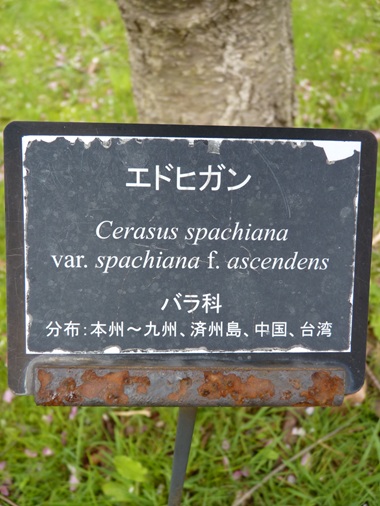 エドヒガン
Cerasus spachiana
var. spachiana f. ascendens
バラ科
分布：本州～九州、済州島、中国、台湾